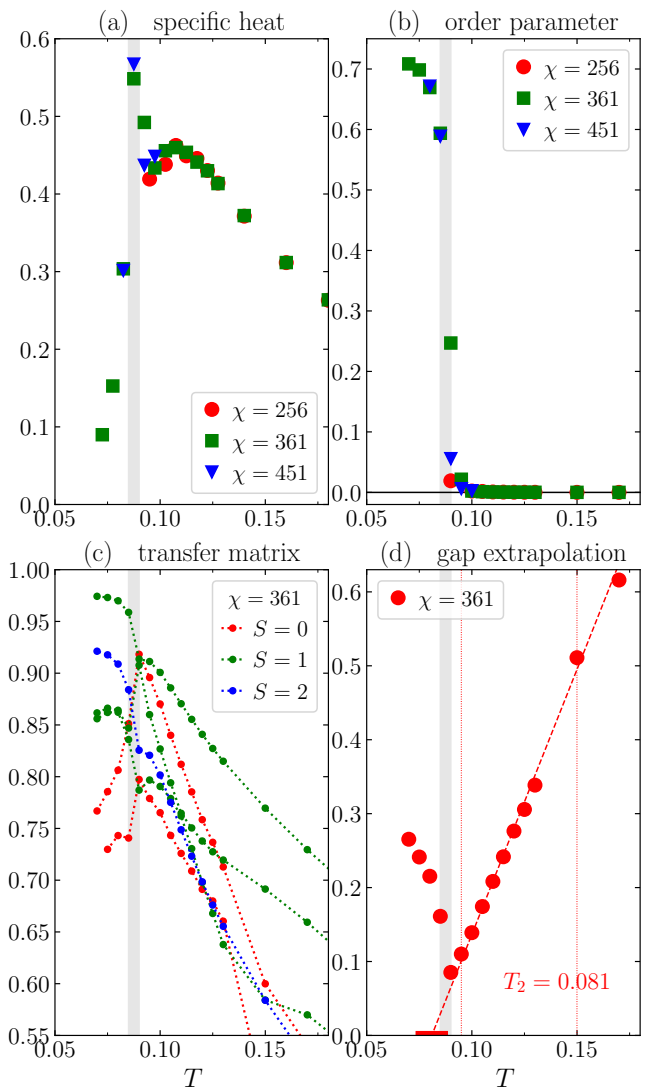 (a) specific heat
0.6
0.5
0.4
0.3
0.2
0.1
0.0
χ = 256
χ = 361
χ = 451
0.05 0.10 0.15
(b) order parameter
0.7
0.6
0.5
0.4
0.3
0.2
0.1
0.0
χ = 256
χ = 361
χ = 451
0.05 0.10 0.15
(c) transfer matrix
1.00
0.95
0.90
0.85
0.80
0.75
0.70
0.65
0.60
0.55
χ = 361
S = 0
S = 1
S = 2
0.05 0.10 0.15
T
(d) gap extrapolation
0.6
0.5
0.4
0.3
0.2
0.1
0.0
χ = 361
T₂ = 0.081
0.05 0.10 0.15
T